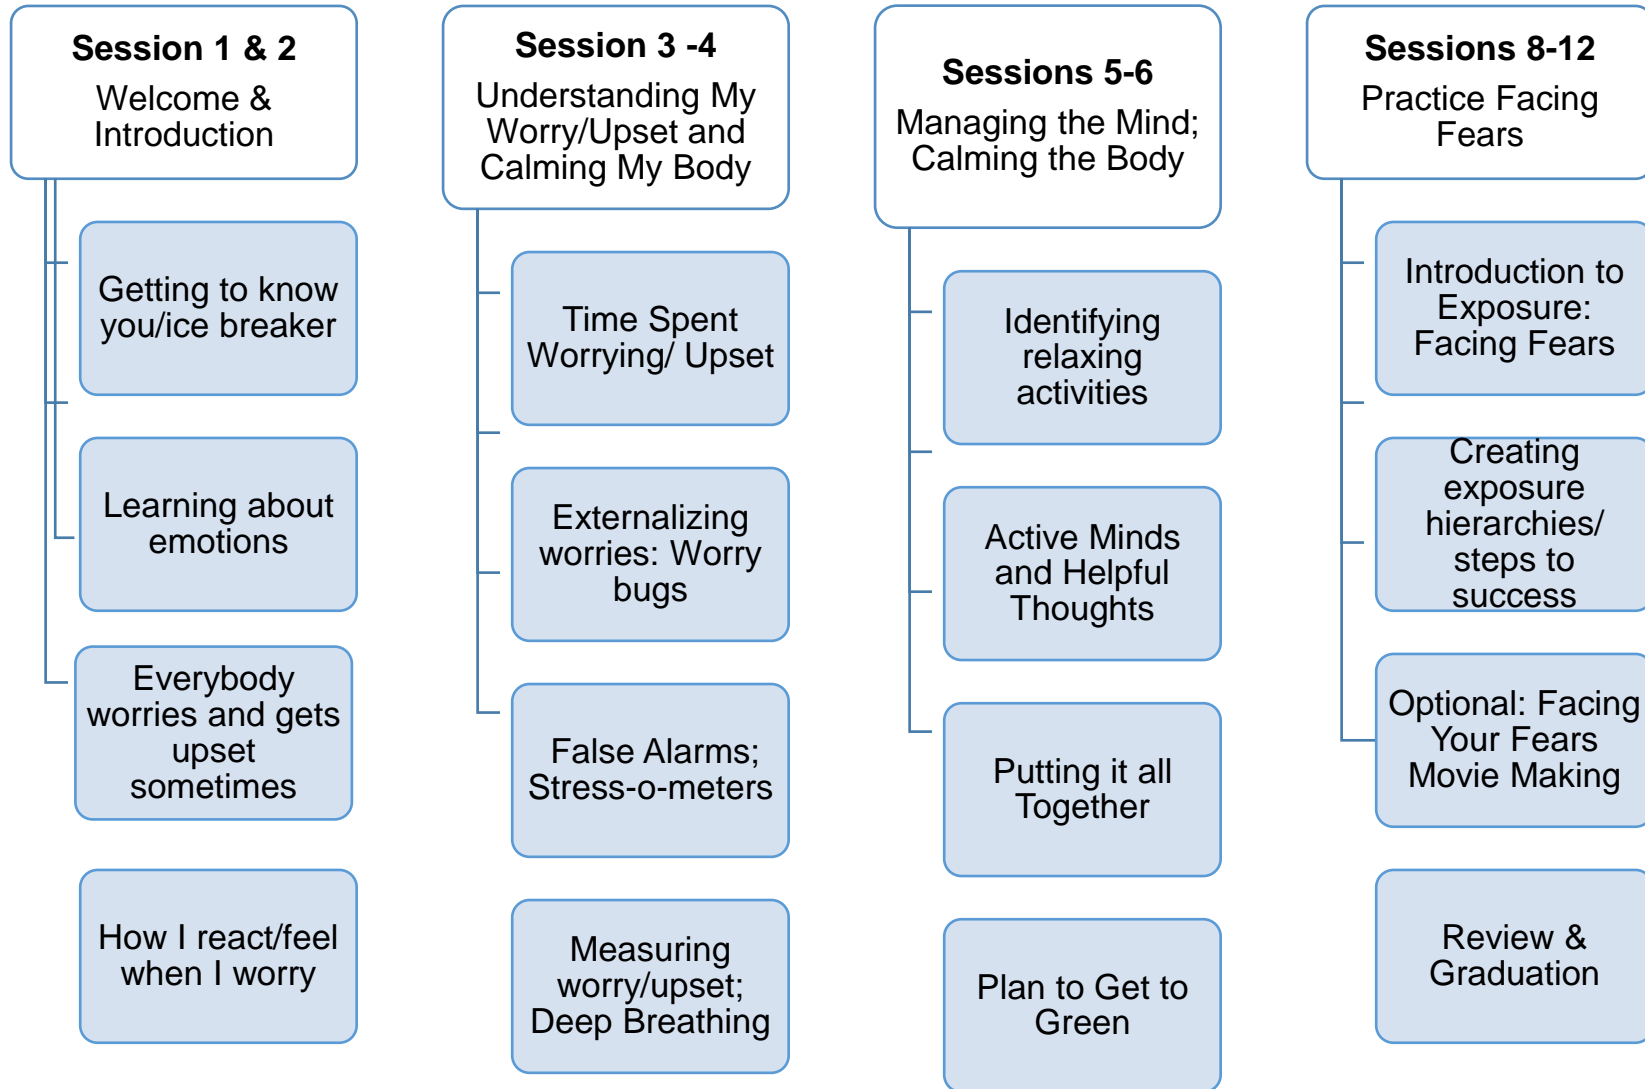 Session 1 & 2
Welcome &
Introduction
Getting to know
you/ice breaker
Learning about
emotions
Everybody
worries and gets
upset
sometimes
How I react/feel
when I worry
Session 3 -4
Understanding My
Worry/Upset and
Calming My Body
Time Spent
Worrying/ Upset
Externalizing
worries: Worry
bugs
False Alarms;
Stress-o-meters
Measuring
worry/upset;
Deep Breathing
Sessions 5-6
Managing the Mind;
Calming the Body
Identifying
relaxing
activities
Active Minds
and Helpful
Thoughts
Putting it all
Together
Plan to Get to
Green
Sessions 8-12
Practice Facing
Fears
Introduction to
Exposure:
Facing Fears
Creating
exposure
hierarchies/
steps to
success
Optional: Facing
Your Fears
Movie Making
Review &
Graduation